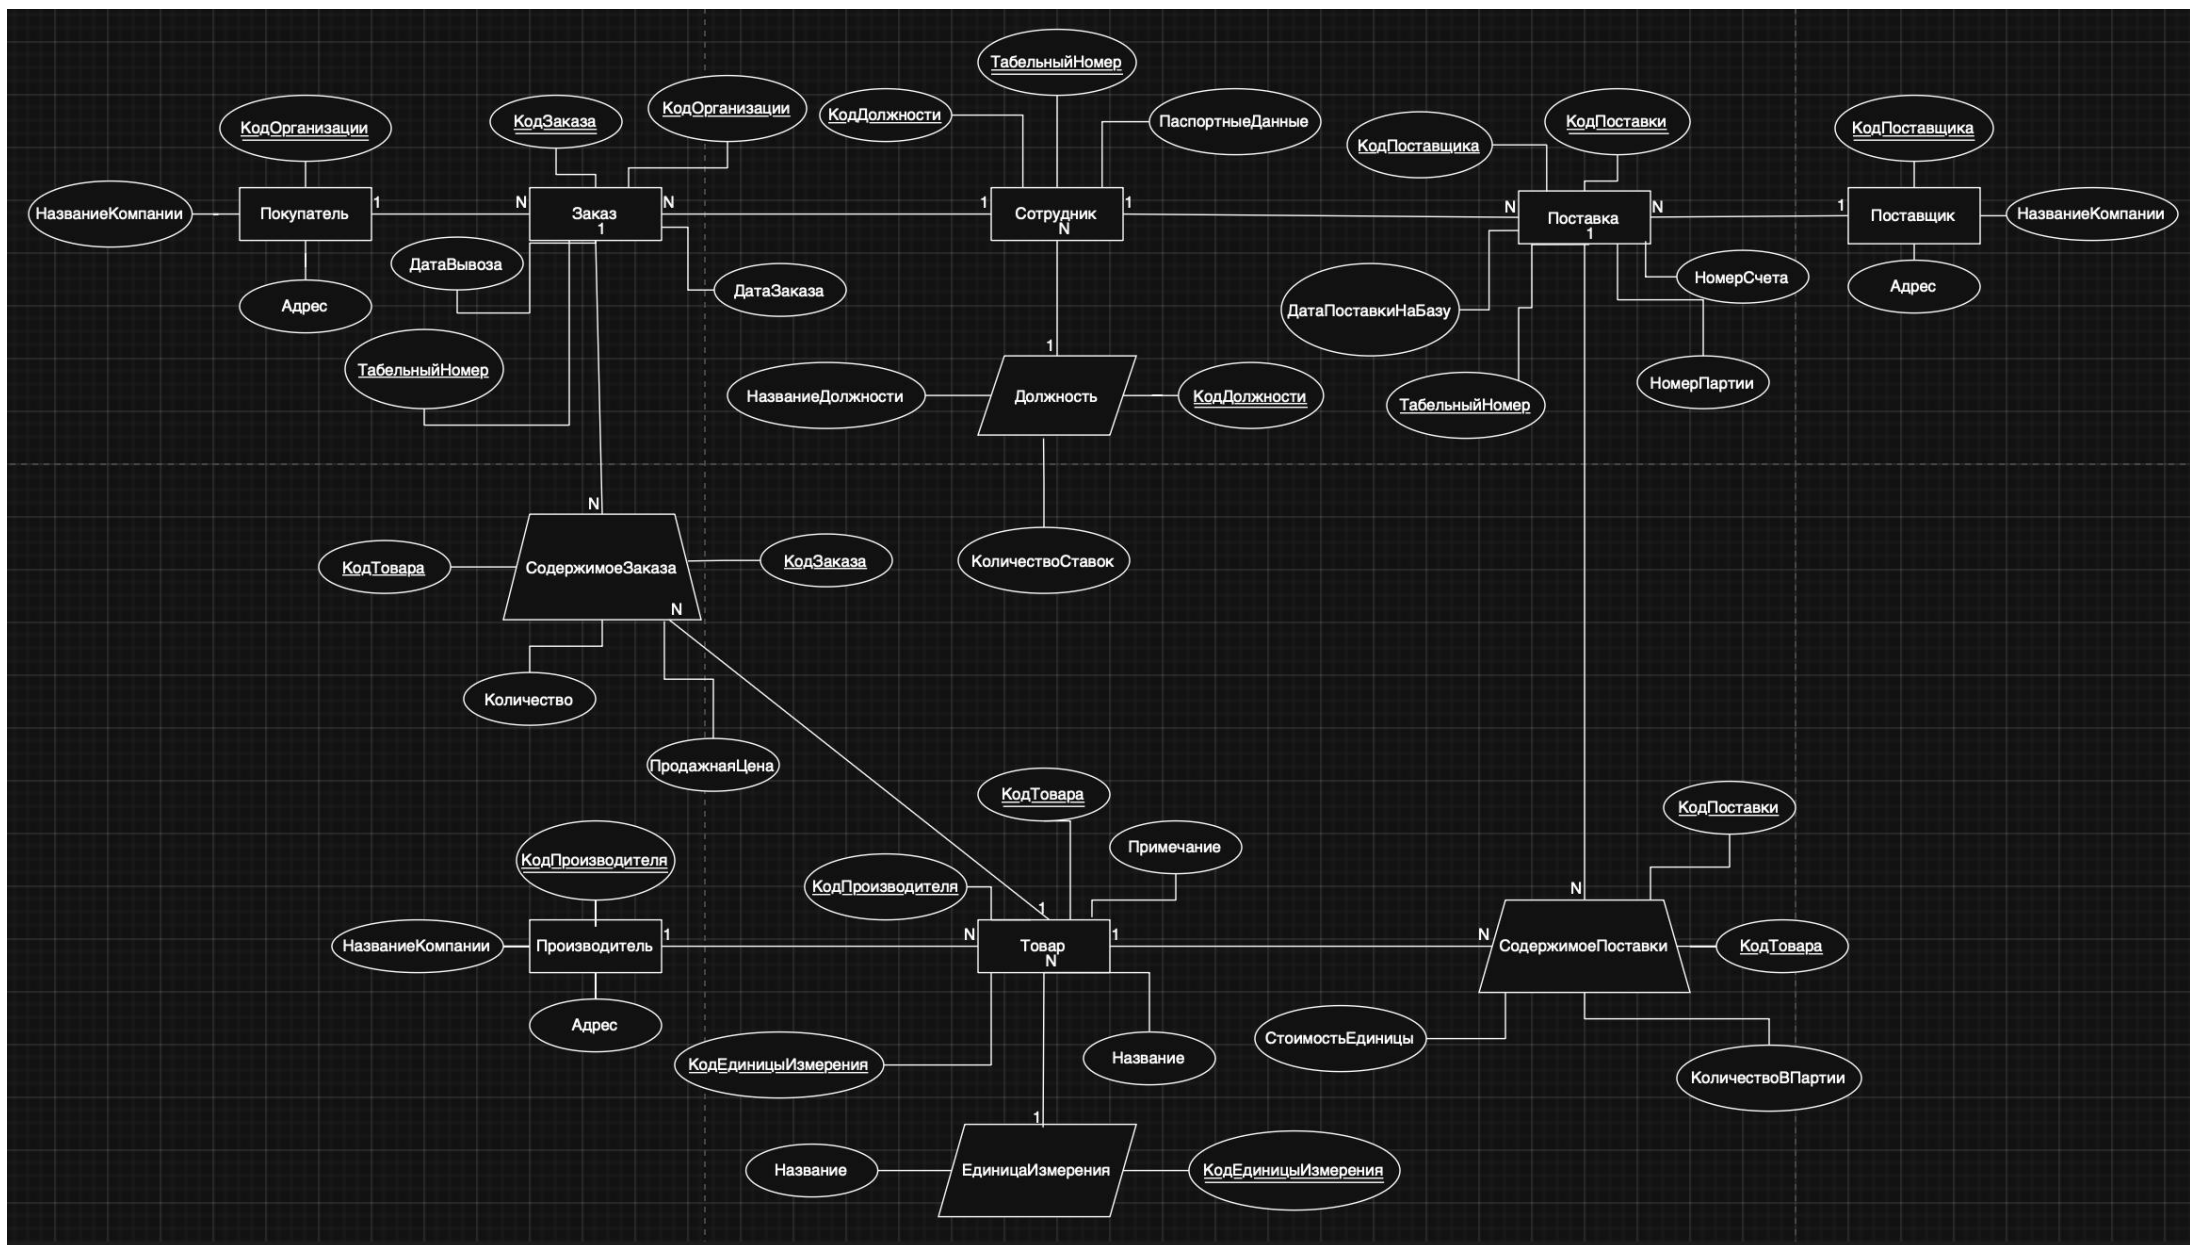 ТабельныйНомер
КодОрганизации
КодЗаказа
КодОрганизации
КодДолжности
ПаспортныеДанные
КодПоставщика
КодПоставки
КодПоставщика
НазваниеКомпании
Покупатель
1
N
Заказ
1
N
1
Сотрудник
N
1
N
Поставка
1
N
1
Поставщик
НазваниеКомпании
Адрес
ДатаВывоза
ДатаЗаказа
ДатаПоставкиНаБазу
НомерСчета
Адрес
ТабельныйНомер
1
НазваниеДолжности
Должность
КодДолжности
ТабельныйНомер
НомерПартии
N
КодТовара
СодержимоеЗаказа
N
КодЗаказа
КоличествоСтавок
Количество
ПродажнаяЦена
КодТовара
КодПоставки
КодПроизводителя
КодПроизводителя
Примечание
N
НазваниеКомпании
Производитель
1
N
1
Товар
N
1
N
СодержимоеПоставки
КодТовара
Адрес
КодЕдиницыИзмерения
Название
СтоимостьЕдиницы
КоличествоВПартии
1
Название
ЕдиницаИзмерения
КодЕдиницыИзмерения